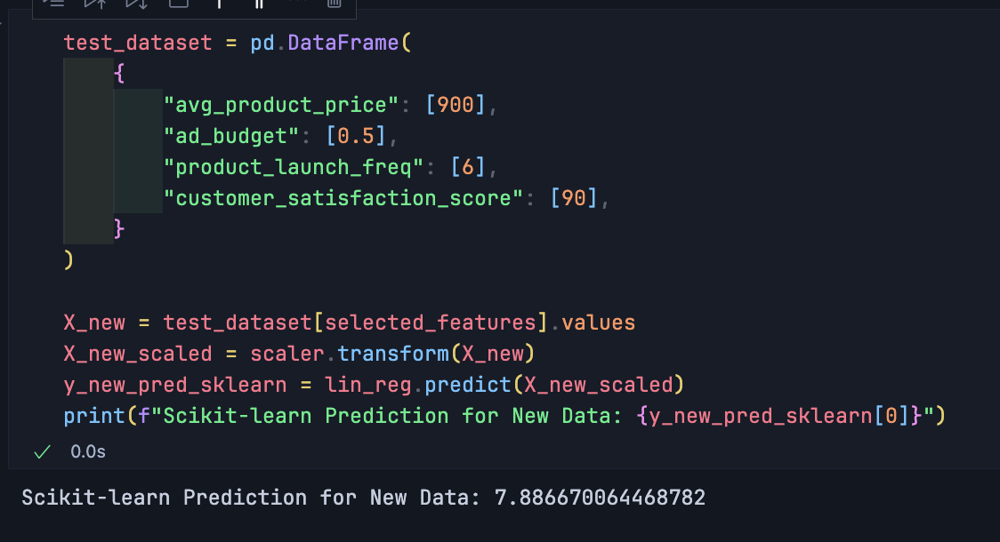 test_dataset = pd.DataFrame(
{
"avg_product_price": [900],
"ad_budget": [0.5],
"product_launch_freq": [6],
"customer_satisfaction_score": [90],
}
)
X_new = test_dataset[selected_features].values
X_new_scaled = scaler.transform(X_new)
y_new_pred_sklearn = lin_reg.predict(X_new_scaled)
print(f"Scikit-learn Prediction for New Data: {y_new_pred_sklearn[0]}")
0.0s
Scikit-learn Prediction for New Data: 7.886670064468782